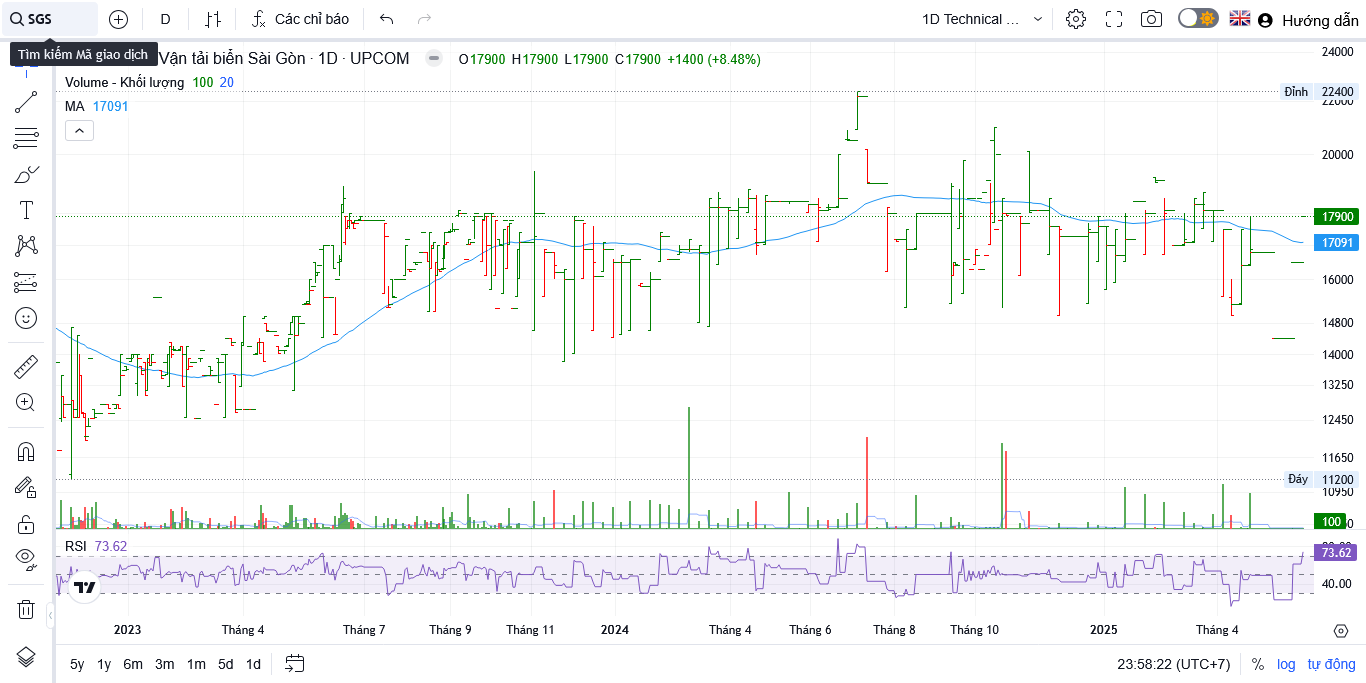 SGS
D
Các chỉ báo
1D Technical ...
Hướng dẫn
Tìm kiếm Mã giao dịch
Vận tải biển Sài Gòn · 1D · UPCOM
O17900 H17900 L17900 C17900 +1400 (+8.48%)
Volume - Khối lượng 100 20
MA 17091
24000
Đỉnh 22400
22000
20000
17900
17091
16000
14800
14000
13250
12450
11650
Đáy 11200
10950
100
RSI 73.62
73.62
40.00
2023
Tháng 4
Tháng 7
Tháng 9
Tháng 11
2024
Tháng 4
Tháng 6
Tháng 8
Tháng 10
2025
Tháng 4
5y 1y 6m 3m 1m 5d 1d
23:58:22 (UTC+7)
% log tự động